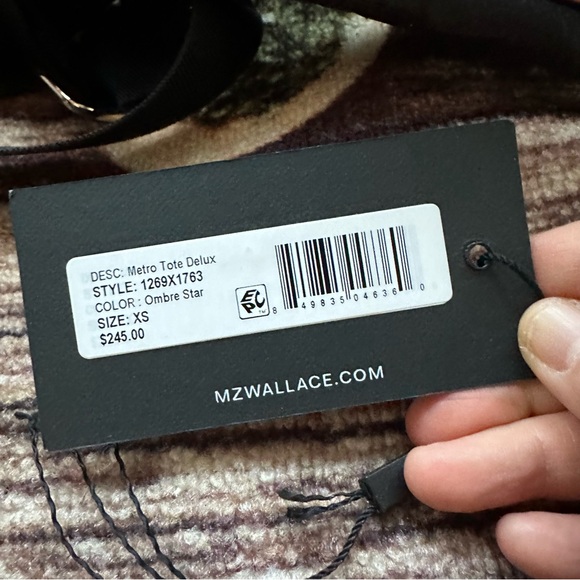 DESC: Metro Tote Delux
STYLE: 1269X1763
COLOR: Ombre Star
SIZE: XS
$245.00
EPC™
8 49835 04636 0
MZWALLACE.COM